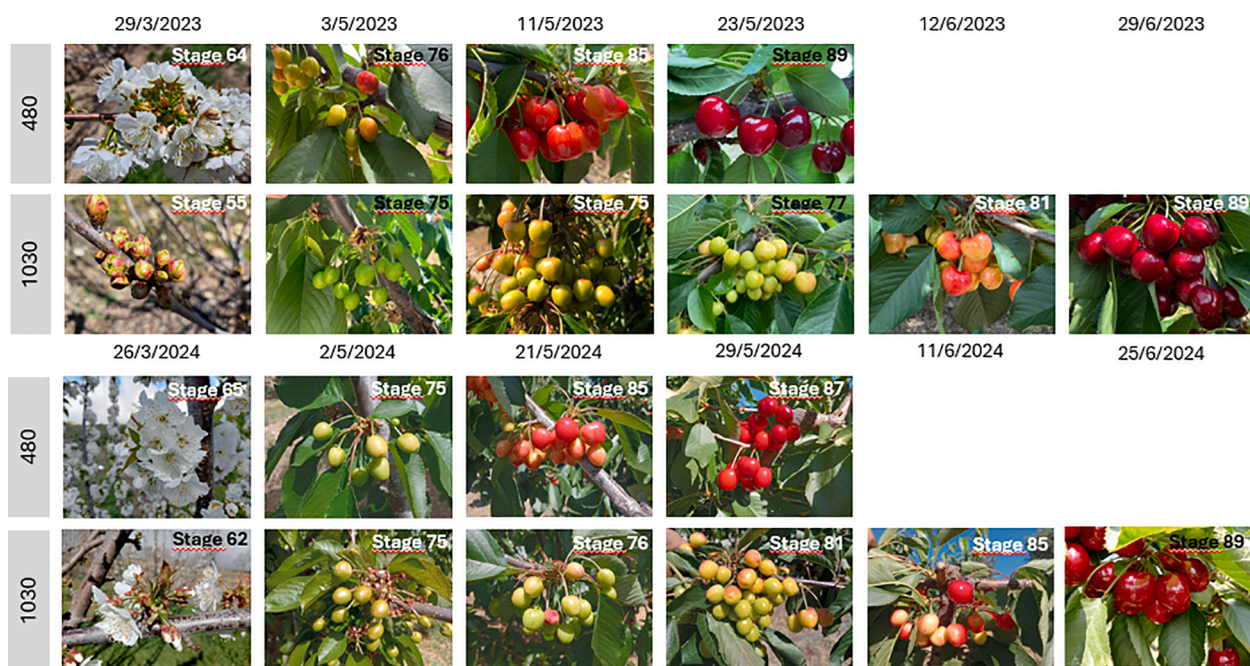 29/3/2023 3/5/2023 11/5/2023 23/5/2023 12/6/2023 29/6/2023
480 Stage 64 Stage 76 Stage 85 Stage 89
1030 Stage 55 Stage 75 Stage 75 Stage 77 Stage 81 Stage 89
26/3/2024 2/5/2024 21/5/2024 29/5/2024 11/6/2024 25/6/2024
480 Stage 65 Stage 75 Stage 85 Stage 87
1030 Stage 62 Stage 75 Stage 76 Stage 81 Stage 85 Stage 89